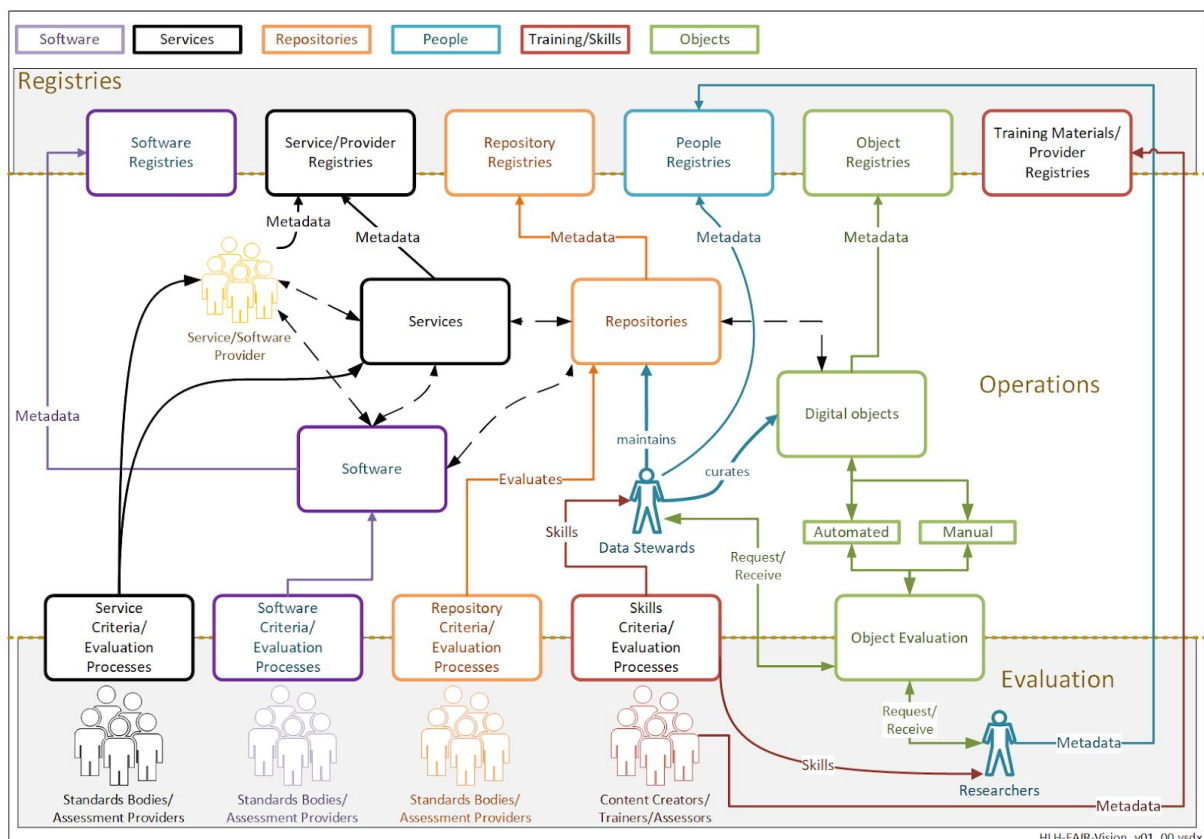 Software
Services
Repositories
People
Training/Skills
Objects
Registries
Software
Registries
Service/Provider
Registries
Repository
Registries
People
Registries
Object
Registries
Training Materials/
Provider
Registries
Metadata
Metadata
Metadata
Metadata
Metadata
Service/Software
Provider
Services
Repositories
Operations
Digital objects
Metadata
Software
maintains
curates
Evaluates
Skills
Data Stewards
Automated
Manual
Request/
Receive
Service
Criteria/
Evaluation
Processes
Software
Criteria/
Evaluation
Processes
Repository
Criteria/
Evaluation
Processes
Skills
Criteria/
Evaluation
Processes
Object Evaluation
Evaluation
Request/
Receive
Metadata
Skills
Researchers
Standards Bodies/
Assessment Providers
Standards Bodies/
Assessment Providers
Standards Bodies/
Assessment Providers
Content Creators/
Trainers/Assessors
Metadata
HLH-FAIR-Vision_v01_00.vsdx